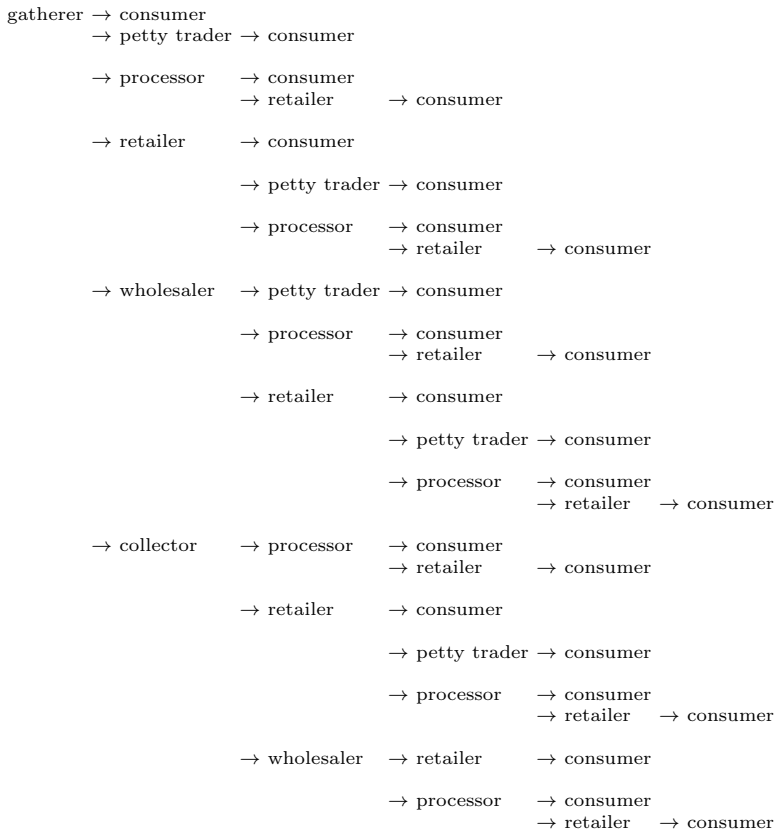 gatherer → consumer
→ petty trader → consumer
→ processor → consumer
→ retailer → consumer
→ retailer → consumer
→ petty trader → consumer
→ processor → consumer
→ retailer → consumer
→ wholesaler → petty trader → consumer
→ processor → consumer
→ retailer → consumer
→ retailer → consumer
→ petty trader → consumer
→ processor → consumer
→ retailer → consumer
→ collector → processor → consumer
→ retailer → consumer
→ retailer → consumer
→ petty trader → consumer
→ processor → consumer
→ retailer → consumer
→ wholesaler → retailer → consumer
→ processor → consumer
→ retailer → consumer